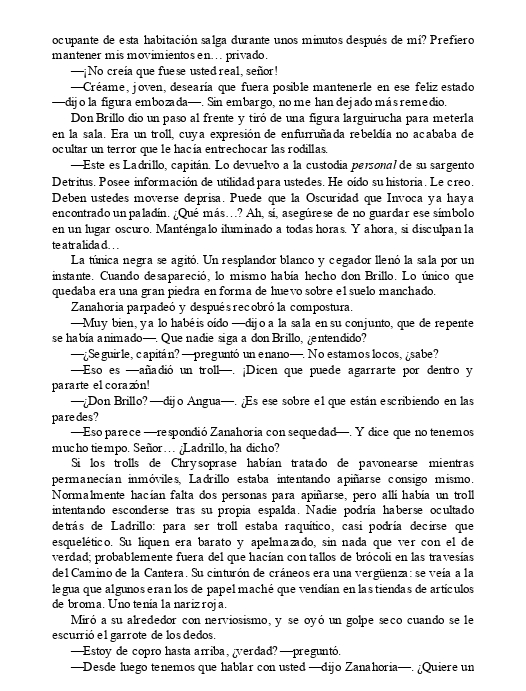 ocupante de esta habitación salga durante unos minutos después de mí? Prefiero
mantener mis movimientos en… privado.
—¡No creía que fuese usted real, señor!
—Créame, joven, desearía que fuera posible mantenerle en ese feliz estado
—dijo la figura embozada—. Sin embargo, no me han dejado más remedio.
Don Brillo dio un paso al frente y tiró de una figura larguirucha para meterla
en la sala. Era un troll, cuya expresión de enfurruñada rebeldía no acababa de
ocultar un terror que le hacía entrechocar las rodillas.
—Este es Ladrillo, capitán. Lo devuelvo a la custodia personal de su sargento
Detritus. Posee información de utilidad para ustedes. He oído su historia. Le creo.
Deben ustedes moverse deprisa. Puede que la Oscuridad que Invoca ya haya
encontrado un paladín. ¿Qué más…? Ah, sí, asegúrese de no guardar ese símbolo
en un lugar oscuro. Manténgalo iluminado a todas horas. Y ahora, si disculpan la
teatralidad…
La túnica negra se agitó. Un resplandor blanco y cegador llenó la sala por un
instante. Cuando desapareció, lo mismo había hecho don Brillo. Lo único que
quedaba era una gran piedra en forma de huevo sobre el suelo manchado.
Zanahoria parpadeó y después recobró la compostura.
—Muy bien, ya lo habéis oído —dijo a la sala en su conjunto, que de repente
se había animado—. Que nadie siga a don Brillo, ¿entendido?
—¿Seguirle, capitán? —preguntó un enano—. No estamos locos, ¿sabe?
—Eso es —añadió un troll—. ¡Dicen que puede agarrarte por dentro y
pararte el corazón!
—¿Don Brillo? —dijo Angua—. ¿Es ese sobre el que están escribiendo en las
paredes?
—Eso parece —respondió Zanahoria con sequedad—. Y dice que no tenemos
mucho tiempo. Señor… ¿Ladrillo, ha dicho?
Si los trolls de Chrysoprase habían tratado de pavonearse mientras
permanecían inmóviles, Ladrillo estaba intentando apiñarse consigo mismo.
Normalmente hacían falta dos personas para apiñarse, pero allí había un troll
intentando esconderse tras su propia espalda. Nadie podría haberse ocultado
detrás de Ladrillo: para ser troll estaba raquítico, casi podría decirse que
esquelético. Su liquen era barato y apelmazado, sin nada que ver con el de
verdad; probablemente fuera del que hacían con tallos de brócoli en las travesías
del Camino de la Cantera. Su cinturón de cráneos era una vergüenza: se veía a la
legua que algunos eran los de papel maché que vendían en las tiendas de artículos
de broma. Uno tenía la nariz roja.
Miró a su alrededor con nerviosismo, y se oyó un golpe seco cuando se le
escurrió el garrote de los dedos.
—Estoy de copro hasta arriba, ¿verdad? —preguntó.
—Desde luego tenemos que hablar con usted —dijo Zanahoria—. ¿Quiere un